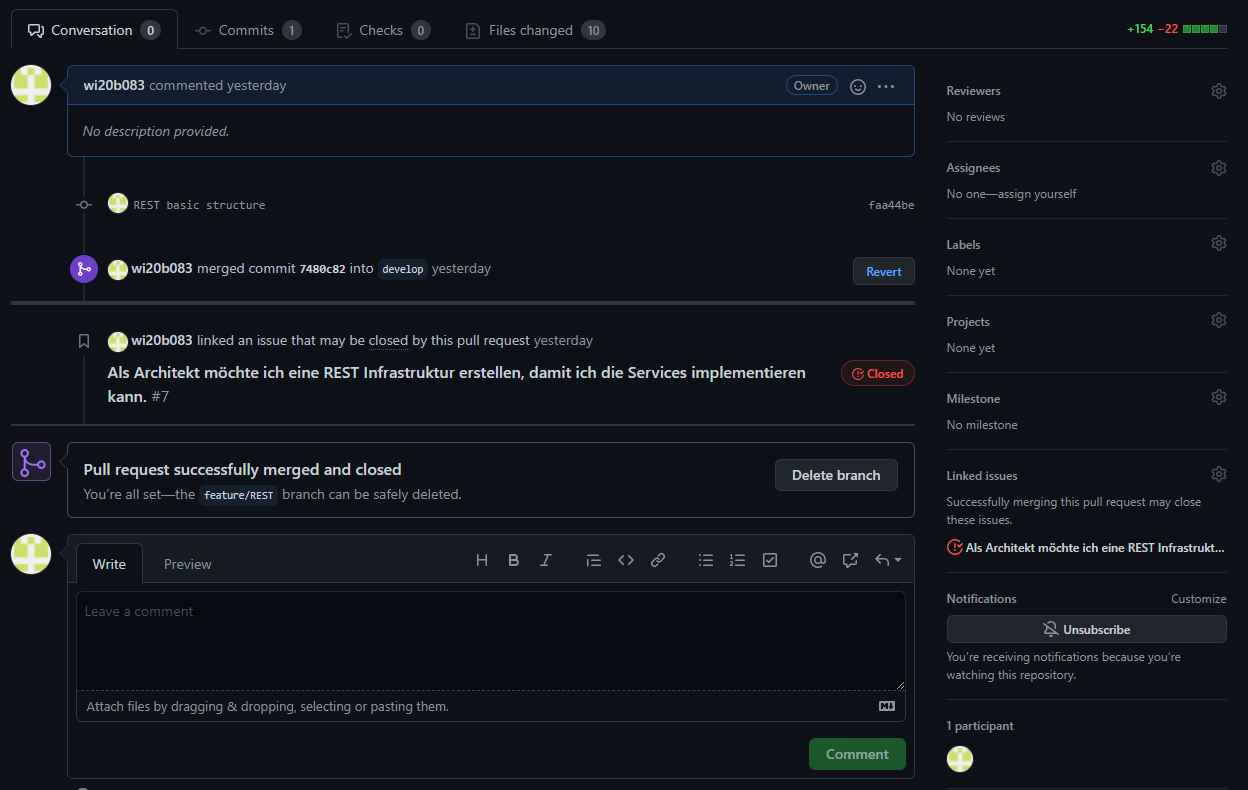 Conversation 0 Commits 1 Checks 0 Files changed 10 +154 −22
wi20b083 commented yesterday Owner
No description provided.
REST basic structure faa44be
wi20b083 merged commit 7480c82 into develop yesterday Revert
wi20b083 linked an issue that may be closed by this pull request yesterday
Als Architekt möchte ich eine REST Infrastruktur erstellen, damit ich die Services implementieren
kann. #7
Closed
Pull request successfully merged and closed
You’re all set—the feature/REST branch can be safely deleted.
Delete branch
Write Preview
Leave a comment
Attach files by dragging & dropping, selecting or pasting them.
Comment
Reviewers
No reviews
Assignees
No one—assign yourself
Labels
None yet
Projects
None yet
Milestone
No milestone
Linked issues
Successfully merging this pull request may close
these issues.
Als Architekt möchte ich eine REST Infrastrukt...
Notifications Customize
Unsubscribe
You’re receiving notifications because you’re
watching this repository.
1 participant